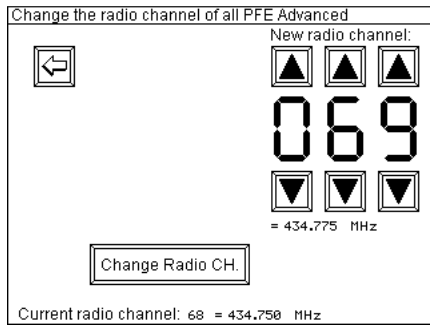 Change the radio channel of all PFE Advanced
New radio channel:
069
= 434.775 MHz
Change Radio CH.
Current radio channel: 68 = 434.750 MHz